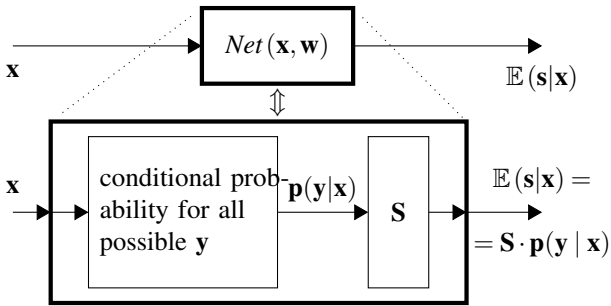 Net(x, w)
x
𝔼(s|x)
⇕
x
conditional prob-
ability for all
possible y
p(y|x)
S
𝔼(s|x) =
= S · p(y | x)